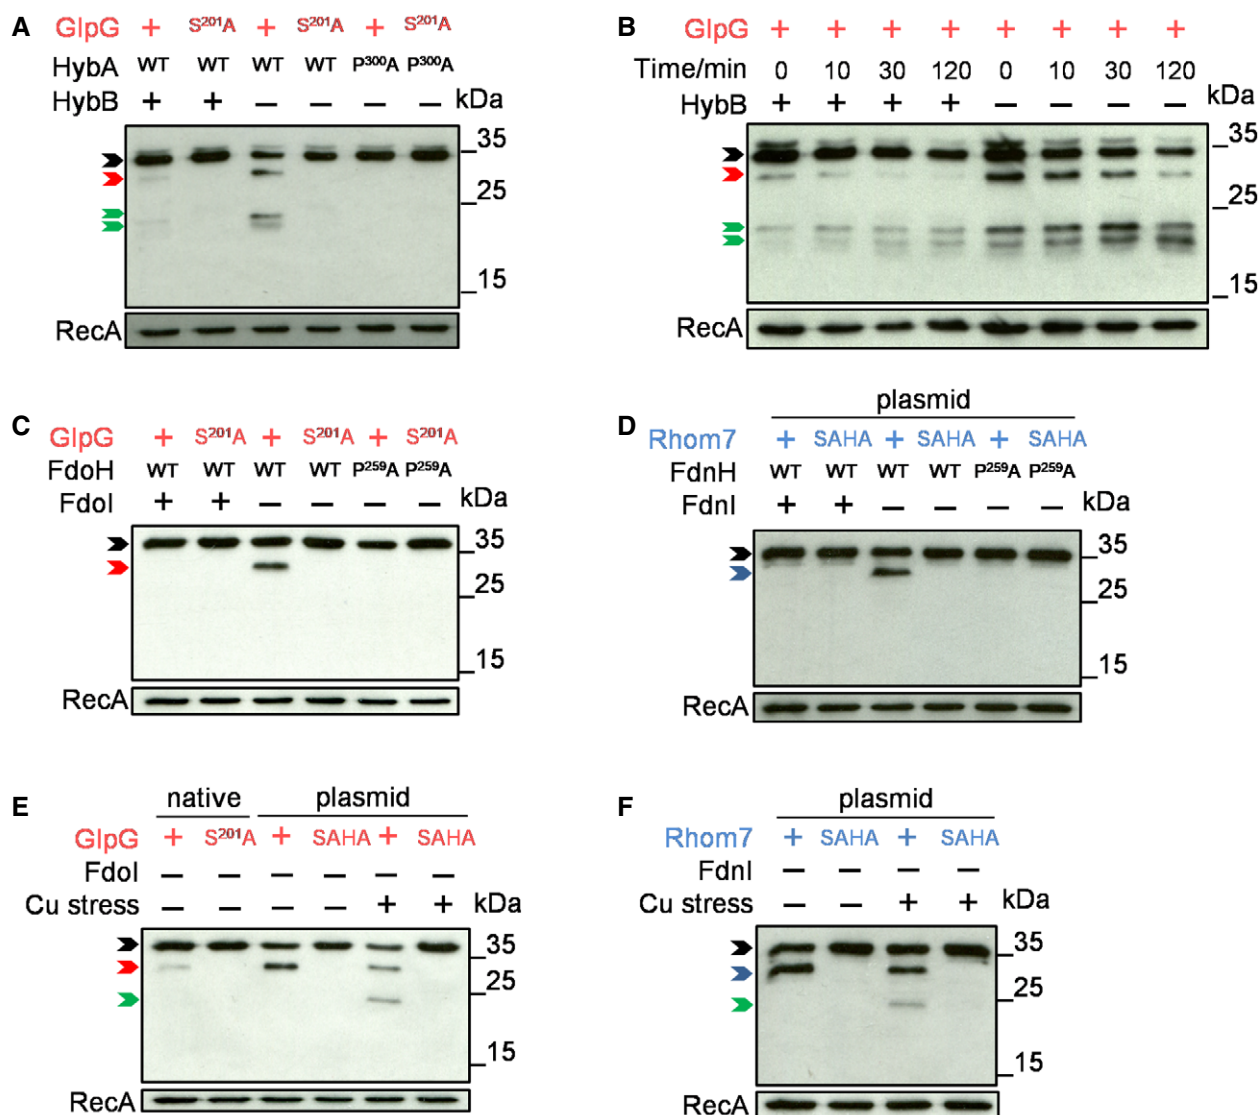 A
GlpG + S²⁰¹A + S²⁰¹A + S²⁰¹A
HybA WT WT WT WT P³⁰⁰A P³⁰⁰A
HybB + + − − − − kDa
35
25
15
RecA
B
GlpG + + + + + + + +
Time/min 0 10 30 120 0 10 30 120
HybB + + + + − − − − kDa
35
25
15
RecA
C
GlpG + S²⁰¹A + S²⁰¹A + S²⁰¹A
FdoH WT WT WT WT P²⁵⁹A P²⁵⁹A
FdoI + + − − − − kDa
35
25
15
RecA
D
plasmid
Rhom7 + SAHA + SAHA + SAHA
FdnH WT WT WT WT P²⁵⁹A P²⁵⁹A
FdnI + + − − − − kDa
35
25
15
RecA
E
native plasmid
GlpG + S²⁰¹A + SAHA + SAHA
FdoI − − − − − −
Cu stress − − − − + + kDa
35
25
15
RecA
F
plasmid
Rhom7 + SAHA + SAHA
FdnI − − − −
Cu stress − − + + kDa
35
25
15
RecA